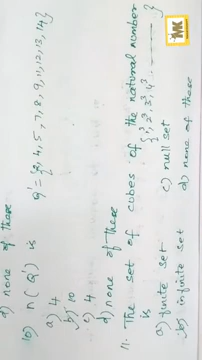 d) none of these
10) n(Q') is Q' = {3, 4, 5, 7, 8, 9, 11, 12, 13, 14}
a) 4
b) 10
c) 4
d) none of these
11. The set of cubes of the natural number
is {1³, 2³, 3³, 4³ ------- }
a) finite set c) null set
b) infinite set d) none of these